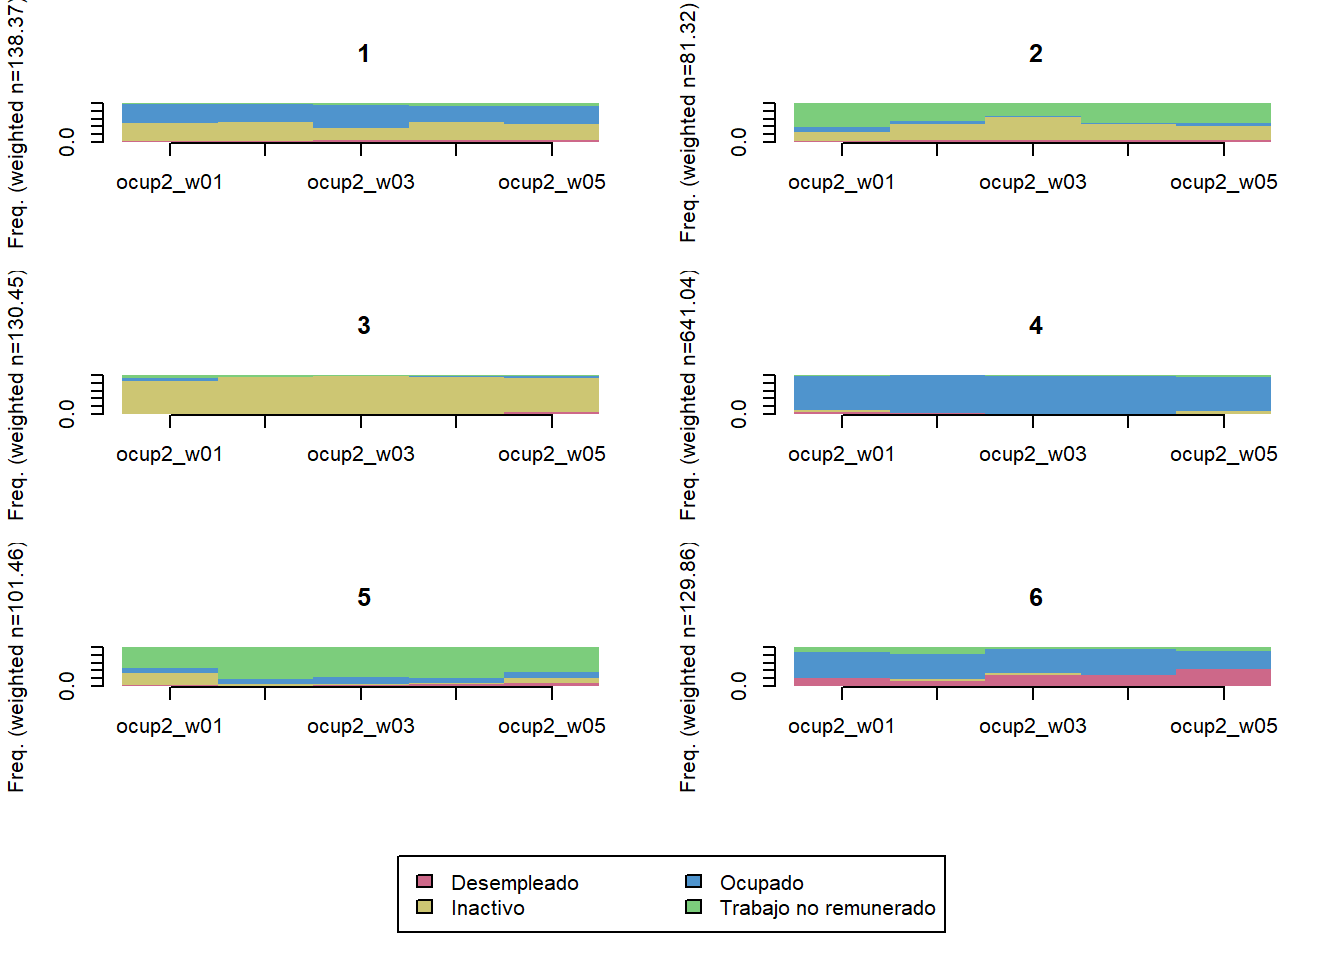 1
Freq. (weighted n=138.37)
0.0
ocup2_w01 ocup2_w03 ocup2_w05
2
Freq. (weighted n=81.32)
0.0
ocup2_w01 ocup2_w03 ocup2_w05
3
Freq. (weighted n=130.45)
0.0
ocup2_w01 ocup2_w03 ocup2_w05
4
Freq. (weighted n=641.04)
0.0
ocup2_w01 ocup2_w03 ocup2_w05
5
Freq. (weighted n=101.46)
0.0
ocup2_w01 ocup2_w03 ocup2_w05
6
Freq. (weighted n=129.86)
0.0
ocup2_w01 ocup2_w03 ocup2_w05
Desempleado
Inactivo
Ocupado
Trabajo no remunerado